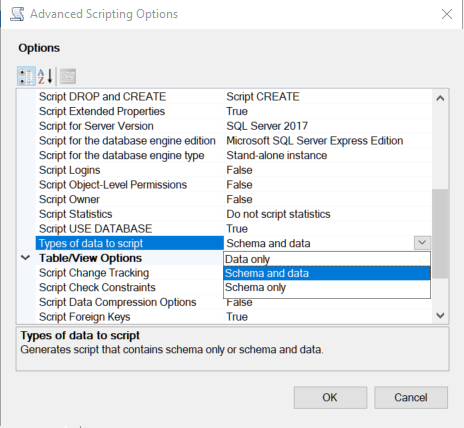 Advanced Scripting Options
Options
Script DROP and CREATE Script CREATE
Script Extended Properties True
Script for Server Version SQL Server 2017
Script for the database engine edition Microsoft SQL Server Express Edition
Script for the database engine type Stand-alone instance
Script Logins False
Script Object-Level Permissions False
Script Owner False
Script Statistics Do not script statistics
Script USE DATABASE True
Types of data to script Schema and data
Table/View Options Data only
Script Change Tracking Schema and data
Script Check Constraints Schema only
Script Data Compression Options False
Script Foreign Keys True
Types of data to script
Generates script that contains schema only or schema and data.
OK Cancel